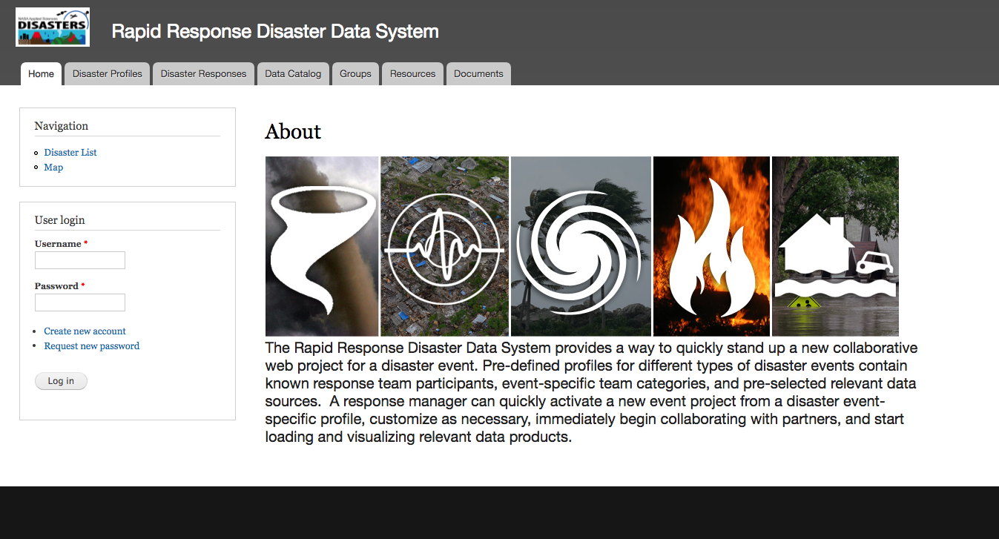 NASA Applied Sciences
DISASTERS
Rapid Response Disaster Data System
Home
Disaster Profiles
Disaster Responses
Data Catalog
Groups
Resources
Documents
Navigation
Disaster List
Map
User login
Username *
Password *
Create new account
Request new password
Log in
About
The Rapid Response Disaster Data System provides a way to quickly stand up a new collaborative
web project for a disaster event. Pre-defined profiles for different types of disaster events contain
known response team participants, event-specific team categories, and pre-selected relevant data
sources.  A response manager can quickly activate a new event project from a disaster event-
specific profile, customize as necessary, immediately begin collaborating with partners, and start
loading and visualizing relevant data products.